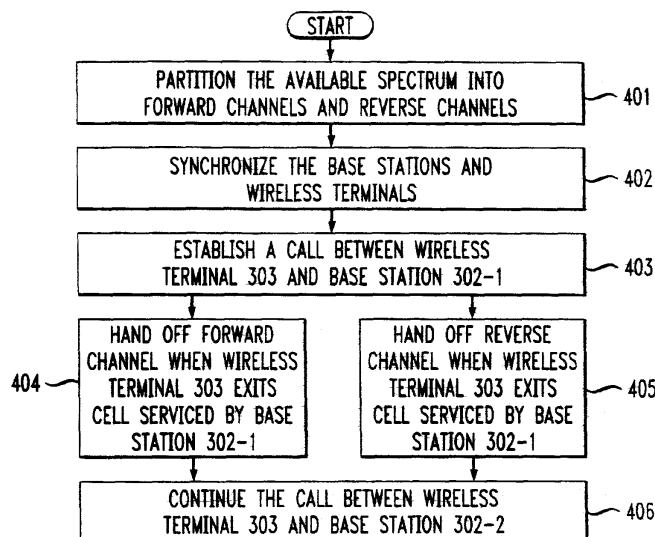 START
PARTITION THE AVAILABLE SPECTRUM INTO
FORWARD CHANNELS AND REVERSE CHANNELS
401
SYNCHRONIZE THE BASE STATIONS AND
WIRELESS TERMINALS
402
ESTABLISH A CALL BETWEEN WIRELESS
TERMINAL 303 AND BASE STATION 302-1
403
404
HAND OFF FORWARD
CHANNEL WHEN WIRELESS
TERMINAL 303 EXITS
CELL SERVICED BY BASE
STATION 302-1
HAND OFF REVERSE
CHANNEL WHEN WIRELESS
TERMINAL 303 EXITS
CELL SERVICED BY BASE
STATION 302-1
405
CONTINUE THE CALL BETWEEN WIRELESS
TERMINAL 303 AND BASE STATION 302-2
406